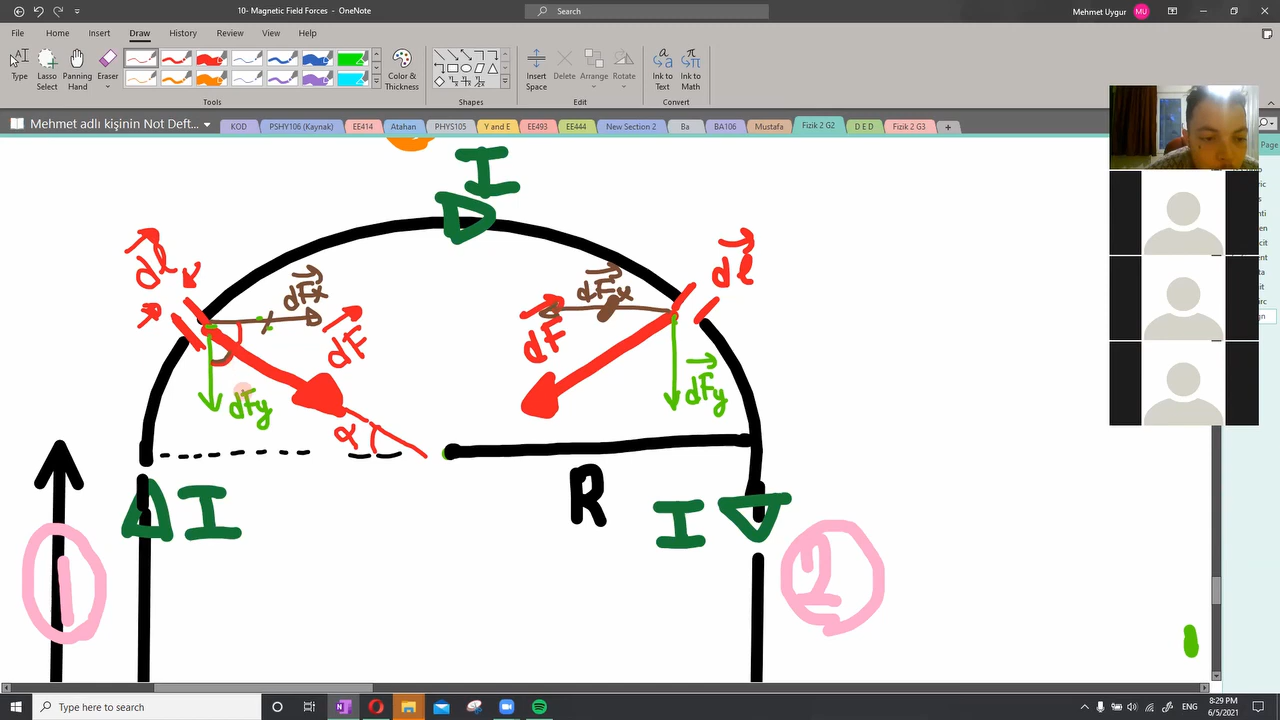 10- Magnetic Field Forces - OneNote
Search
Mehmet Uygur
MU
File Home Insert Draw History Review View Help
Type
Lasso Select
Panning Hand
Eraser
Color & Thickness
Insert Space
Delete
Arrange
Rotate
Ink to Text
Ink to Math
Tools
Shapes
Edit
Convert
Mehmet adlı kişinin Not Deft...
KOD
PSHY106 (Kaynak)
EE414
Atahan
PHYS105
Y and E
EE493
EE444
New Section 2
Ba
BA106
Mustafa
Fizik 2 G2
D E D
Fizik 2 G3
+
Page
I
dl
dFx
dF
dFy
α
dl
dFx
dF
dFy
R
I
I
1
2
Type here to search
ENG
8:29 PM
6/5/2021